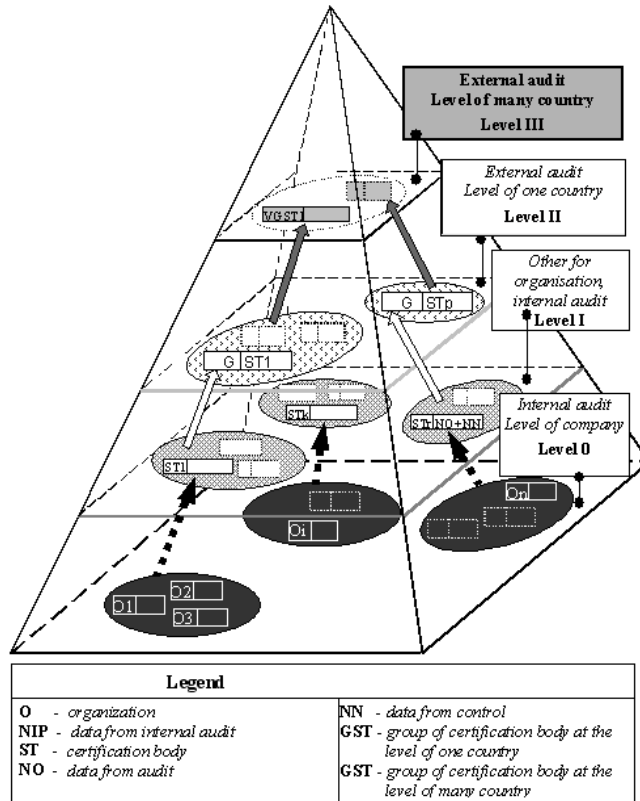 External audit
Level of many country
Level III
External audit
Level of one country
Level II
Other for
organisation,
internal audit
Level I
Internal audit
Level of company
Level 0
VGST1
G STp
G ST1
STk
STr NO+NN
ST1
On
Oi
O1
O2
O3
Legend
O - organization
NIP - data from internal audit
ST - certification body
NO - data from audit
NN - data from control
GST - group of certification body at the
level of one country
GST - group of certification body at the
level of many country